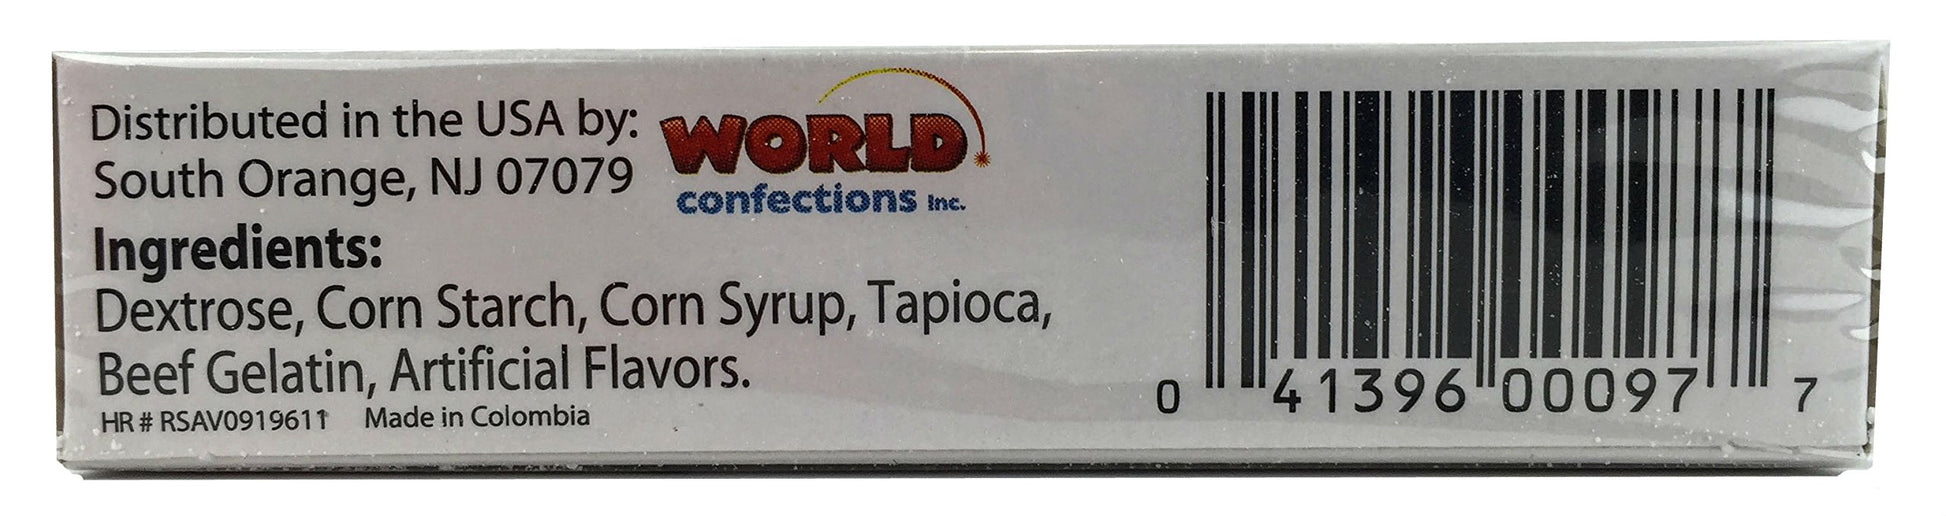 Distributed in the USA by:
South Orange, NJ 07079
WORLD
confections Inc.
Ingredients:
Dextrose, Corn Starch, Corn Syrup, Tapioca,
Beef Gelatin, Artificial Flavors.
HR # RSAV0919611 Made in Colombia
0 41396 00097 7